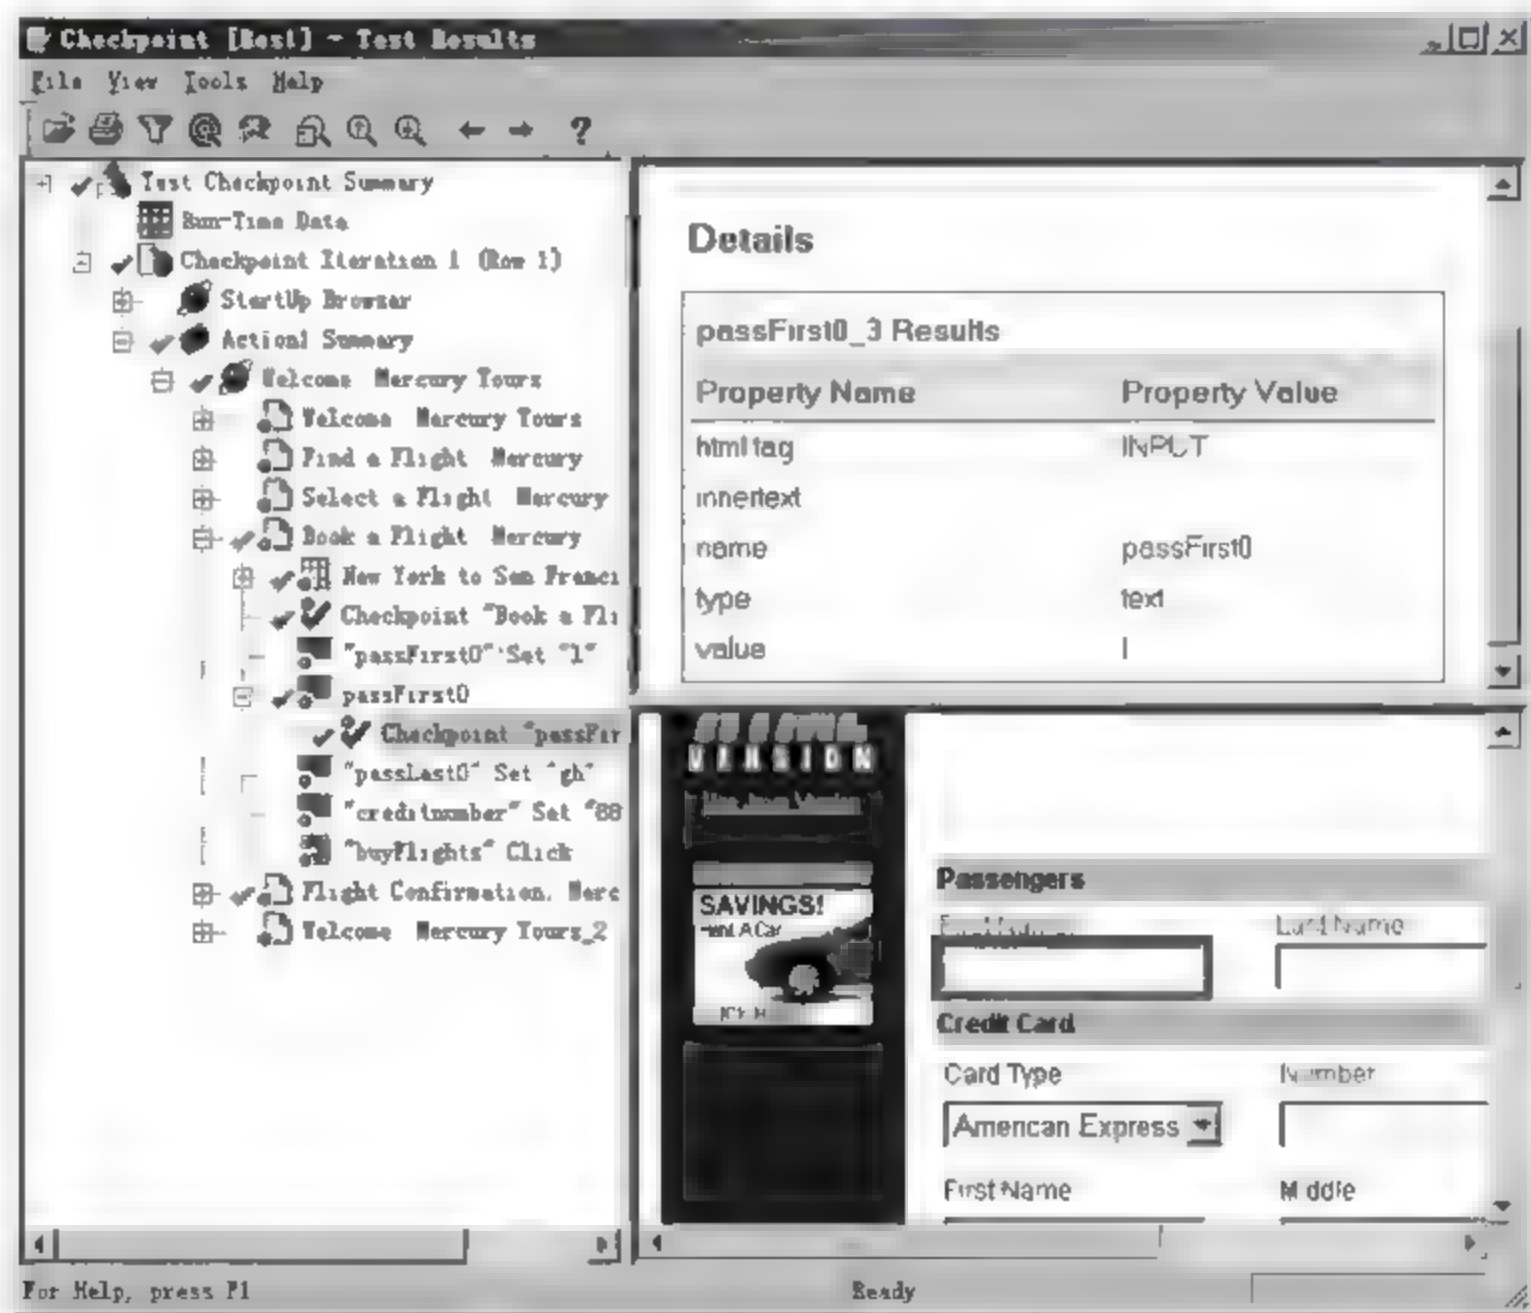 Checkpoint [Res1] - Test Results
File View Tools Help
Test Checkpoint Summary
Run-Time Data
Checkpoint Iteration 1 (Row 1)
StartUp Browser
Action1 Summary
Welcome Mercury Tours
Welcome Mercury Tours
Find a Flight Mercury
Select a Flight Mercury
Book a Flight Mercury
New York to San Franci
Checkpoint "Book a Fli
"passFirst0" Set "l"
passFirst0
Checkpoint "passFir
"passLast0" Set "gh"
"creditnumber" Set "88
"buyFlights" Click
Flight Confirmation. Merc
Welcome Mercury Tours_2
Details
passFirst0_3 Results
Property Name Property Value
html tag INPUT
innertext
name passFirst0
type text
value l
VERSION
SAVINGS!
Rent A Car
Passengers
Last Name
Credit Card
Card Type Number
American Express
First Name Middle
For Help, press F1 Ready